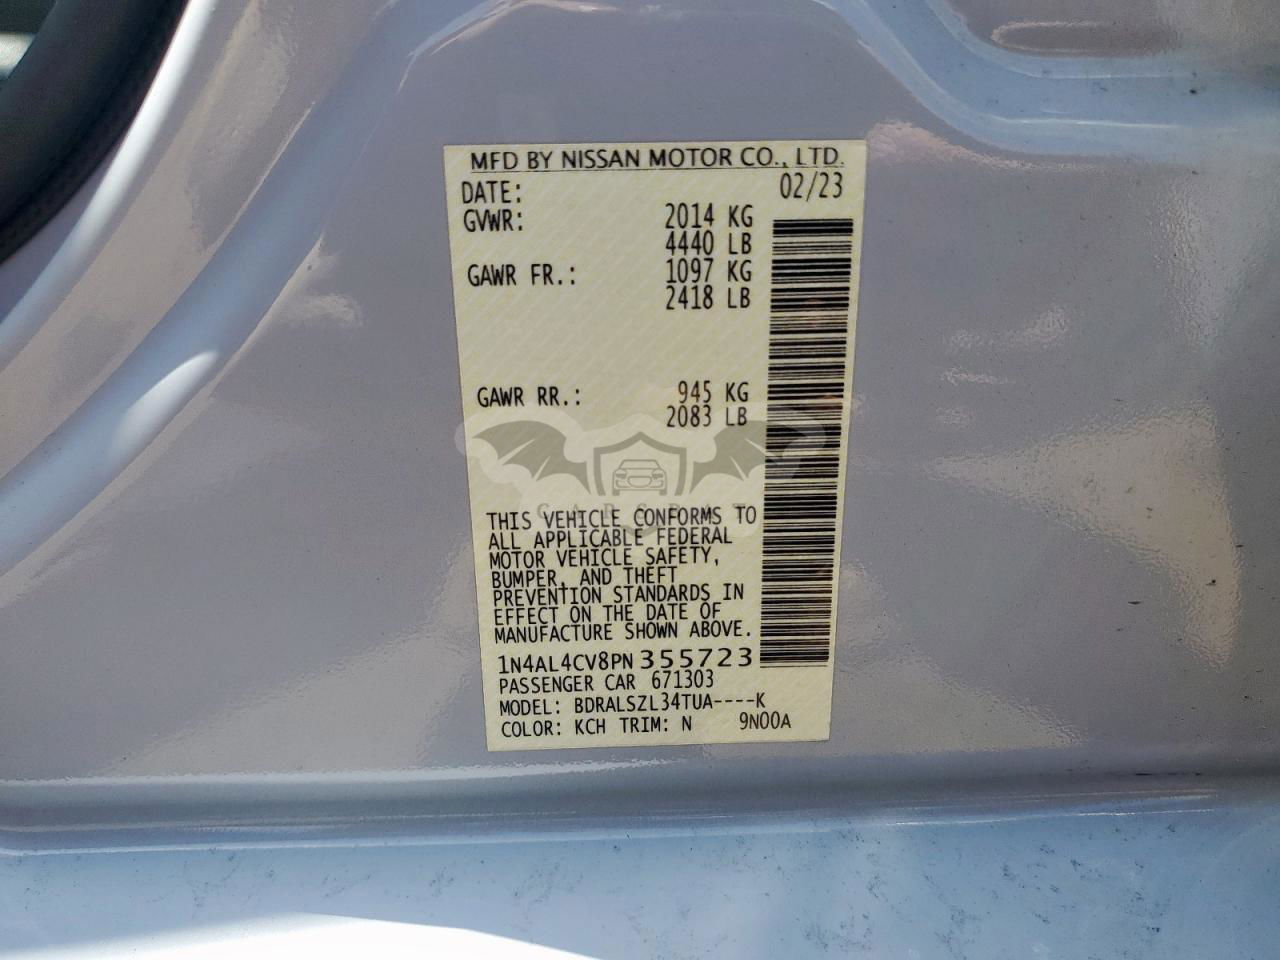 MFD BY NISSAN MOTOR CO., LTD.
DATE: 02/23
GVWR: 2014 KG
4440 LB
GAWR FR.: 1097 KG
2418 LB
GAWR RR.: 945 KG
2083 LB
THIS VEHICLE CONFORMS TO
ALL APPLICABLE FEDERAL
MOTOR VEHICLE SAFETY,
BUMPER, AND THEFT
PREVENTION STANDARDS IN
EFFECT ON THE DATE OF
MANUFACTURE SHOWN ABOVE.
1N4AL4CV8PN355723
PASSENGER CAR 671303
MODEL: BDRALSZL34TUA----K
COLOR: KCH TRIM: N 9N00A